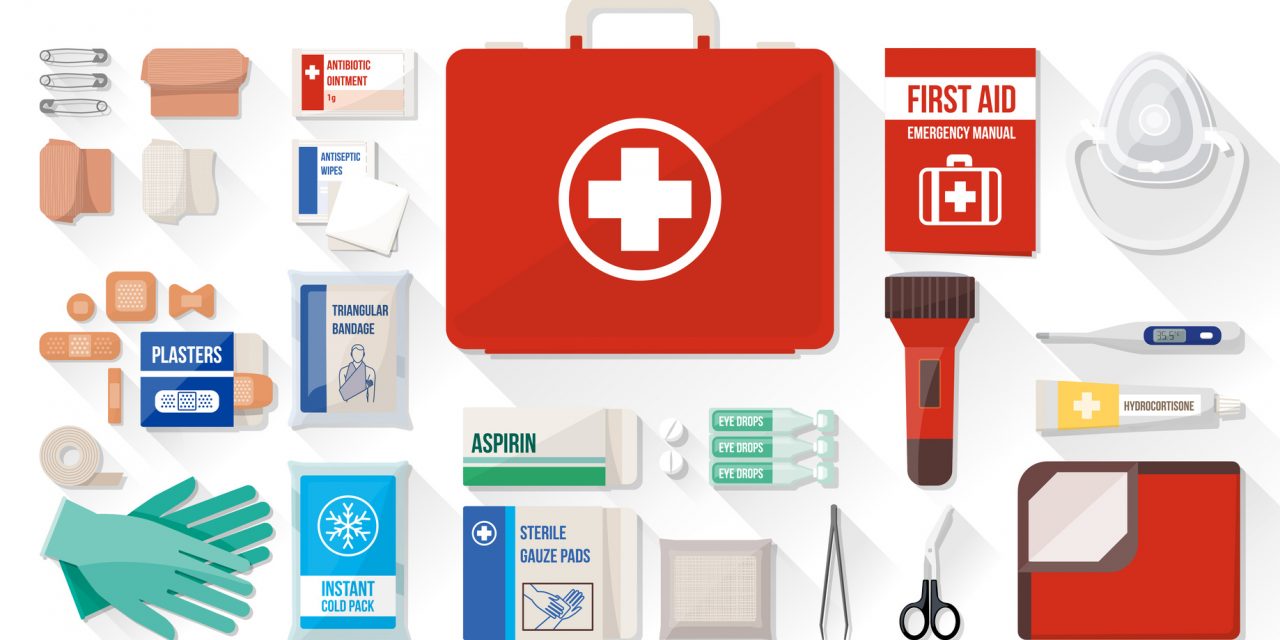 ANTIBIOTIC
OINTMENT
1g
ANTISEPTIC
WIPES
FIRST AID
EMERGENCY MANUAL
TRIANGULAR
BANDAGE
PLASTERS
35.5°
HYDROCORTISONE
ASPIRIN
EYE DROPS
EYE DROPS
EYE DROPS
INSTANT
COLD PACK
STERILE
GAUZE PADS